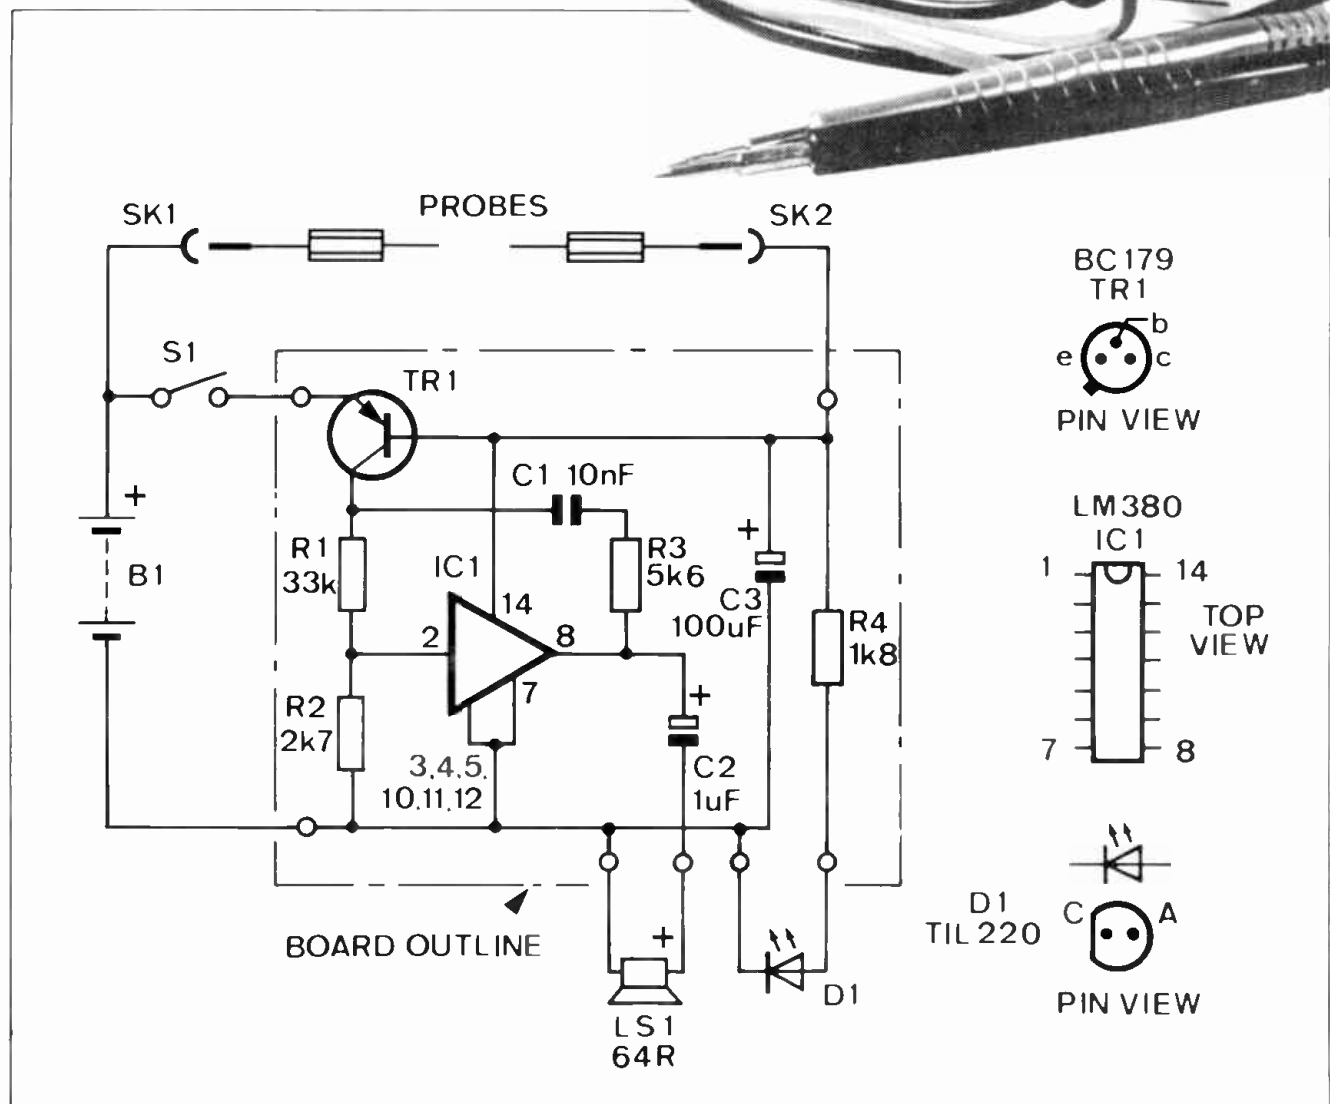 SK1
PROBES
SK2
S1
TR1
C1 10nF
+
B1
R1
33k
IC1
14
R3
5k6
+
C3
100uF
R4
1k8
2
8
7
R2
2k7
3,4,5,
10,11,12
+
C2
1uF
BOARD OUTLINE
+
LS1
64R
D1
BC179
TR1
b
e
c
PIN VIEW
LM380
IC1
1
14
TOP
VIEW
7
8
D1
TIL220
C
A
PIN VIEW